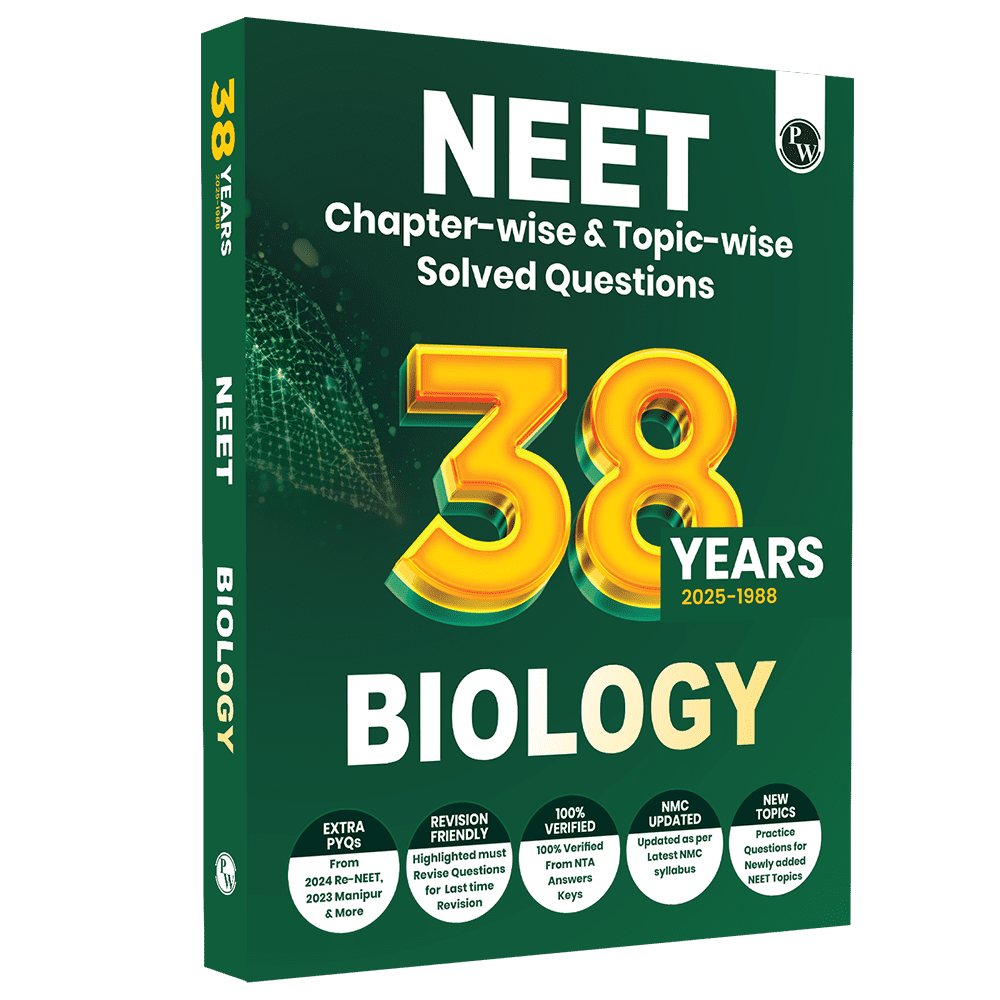 38 YEARS
2025-1988
NEET
BIOLOGY
PW
NEET
Chapter-wise & Topic-wise
Solved Questions
PW
38
YEARS
2025-1988
BIOLOGY
EXTRA
PYQs
From
2024 Re-NEET,
2023 Manipur
& More
REVISION
FRIENDLY
Highlighted must
Revise Questions
for Last time
Revision
100%
VERIFIED
100% Verified
From NTA
Answers
Keys
NMC
UPDATED
Updated as per
Latest NMC
syllabus
NEW
TOPICS
Practice
Questions for
Newly added
NEET Topics